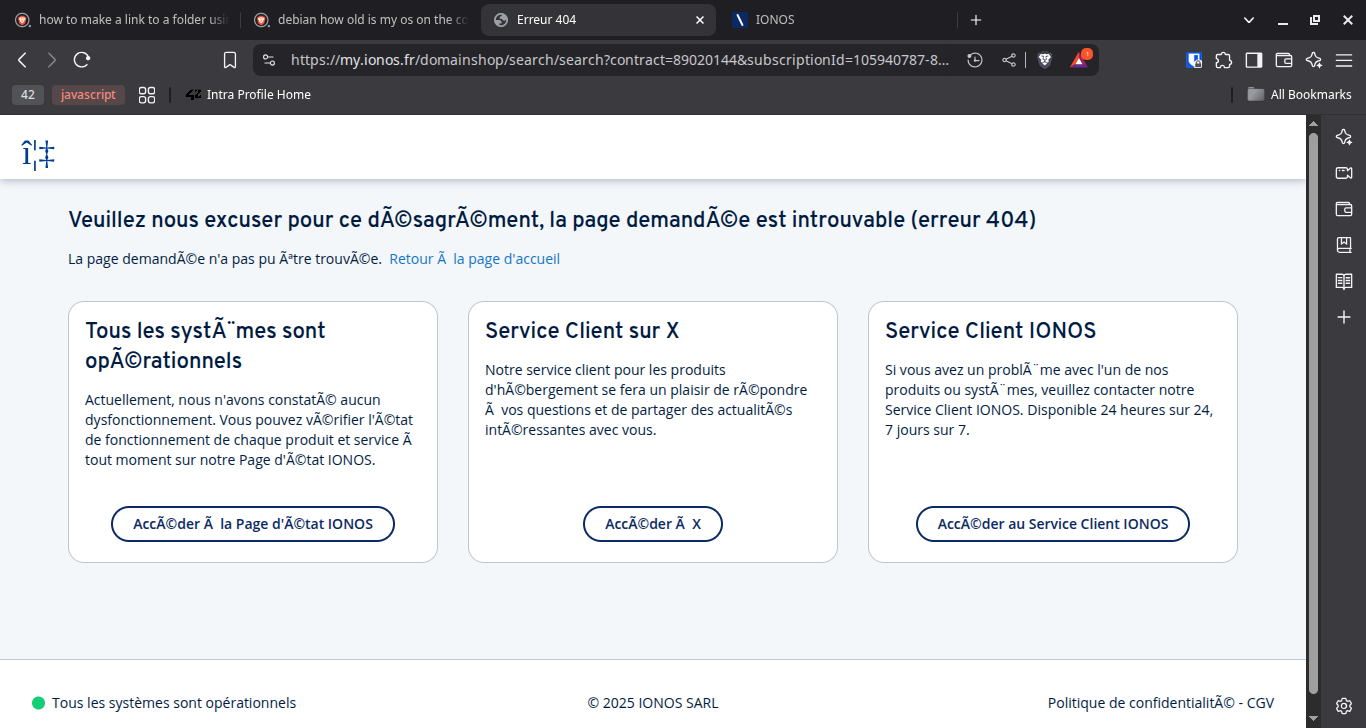 how to make a link to a folder usi
debian how old is my os on the co
Erreur 404
IONOS
https://my.ionos.fr/domainshop/search/search?contract=89020144&subscriptionId=105940787-8...
1
42
javascript
42 Intra Profile Home
All Bookmarks
î¦‡
Veuillez nous excuser pour ce dÃ©sagrÃ©ment, la page demandÃ©e est introuvable (erreur 404)
La page demandÃ©e n'a pas pu Ãªtre trouvÃ©e. Retour Ã  la page d'accueil
Tous les systÃ¨mes sont
opÃ©rationnels
Actuellement, nous n'avons constatÃ© aucun
dysfonctionnement. Vous pouvez vÃ©rifier l'Ã©tat
de fonctionnement de chaque produit et service Ã
tout moment sur notre Page d'Ã©tat IONOS.
AccÃ©der Ã  la Page d'Ã©tat IONOS
Service Client sur X
Notre service client pour les produits
d'hÃ©bergement se fera un plaisir de rÃ©pondre
Ã  vos questions et de partager des actualitÃ©s
intÃ©ressantes avec vous.
AccÃ©der Ã  X
Service Client IONOS
Si vous avez un problÃ¨me avec l'un de nos
produits ou systÃ¨mes, veuillez contacter notre
Service Client IONOS. Disponible 24 heures sur 24,
7 jours sur 7.
AccÃ©der au Service Client IONOS
Tous les systèmes sont opérationnels
© 2025 IONOS SARL
Politique de confidentialitÃ© - CGV